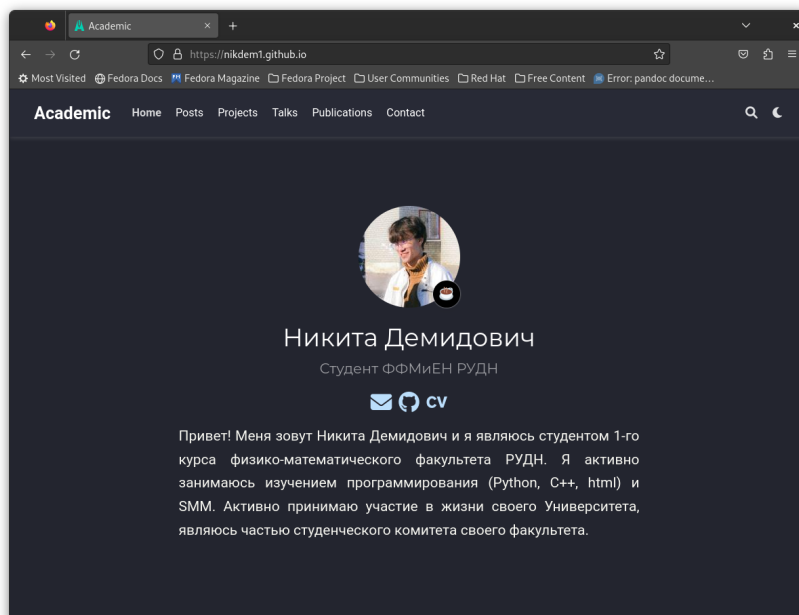 Academic
https://nikdem1.github.io
Most Visited Fedora Docs Fedora Magazine Fedora Project User Communities Red Hat Free Content Error: pandoc docume…
Academic Home Posts Projects Talks Publications Contact
Никита Демидович
Студент ФФМиЕН РУДН
CV
Привет! Меня зовут Никита Демидович и я являюсь студентом 1-го
курса физико-математического факультета РУДН. Я активно
занимаюсь изучением программирования (Python, C++, html) и
SMM. Активно принимаю участие в жизни своего Университета,
являюсь частью студенческого комитета своего факультета.